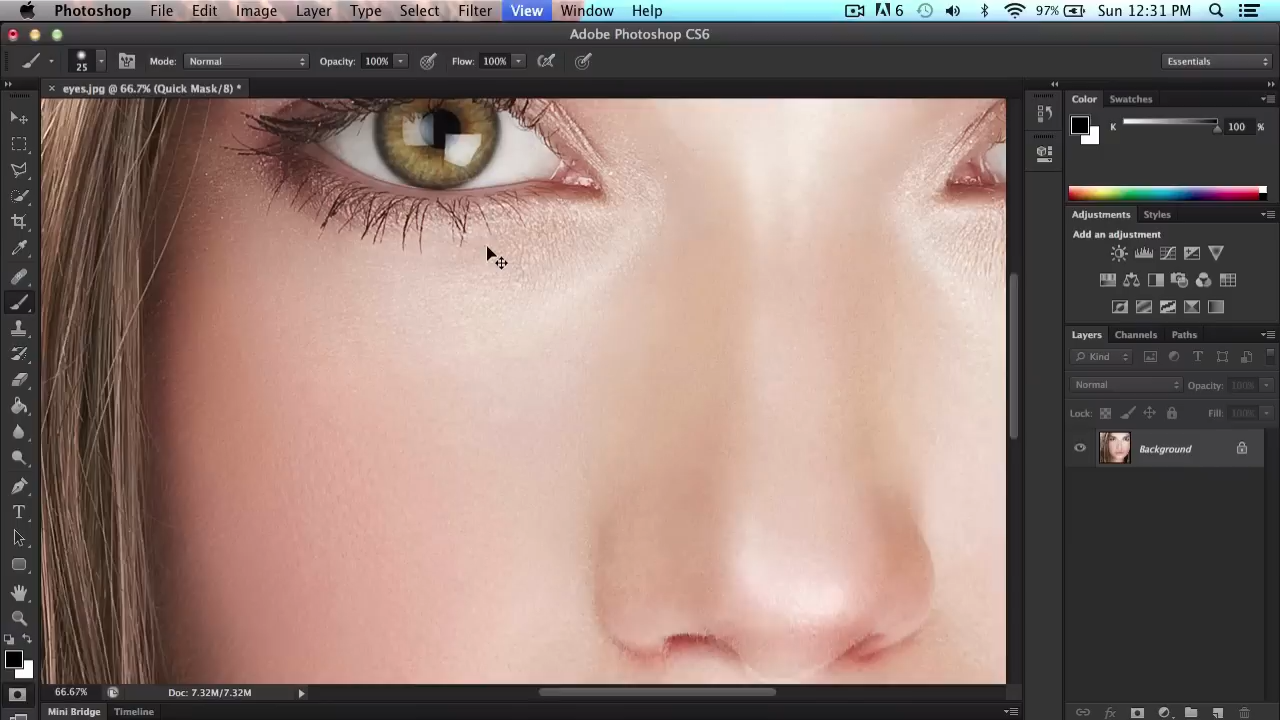 Photoshop File Edit Image Layer Type Select Filter View Window Help 6 97% Sun 12:31 PM
Adobe Photoshop CS6
25 Mode: Normal Opacity: 100% Flow: 100% Essentials
× eyes.jpg @ 66.7% (Quick Mask/8) *
Color Swatches
K 100 %
Adjustments Styles
Add an adjustment
Layers Channels Paths
Kind
Normal Opacity: 100%
Lock: Fill: 100%
Background
66.67% Doc: 7.32M/7.32M
Mini Bridge Timeline